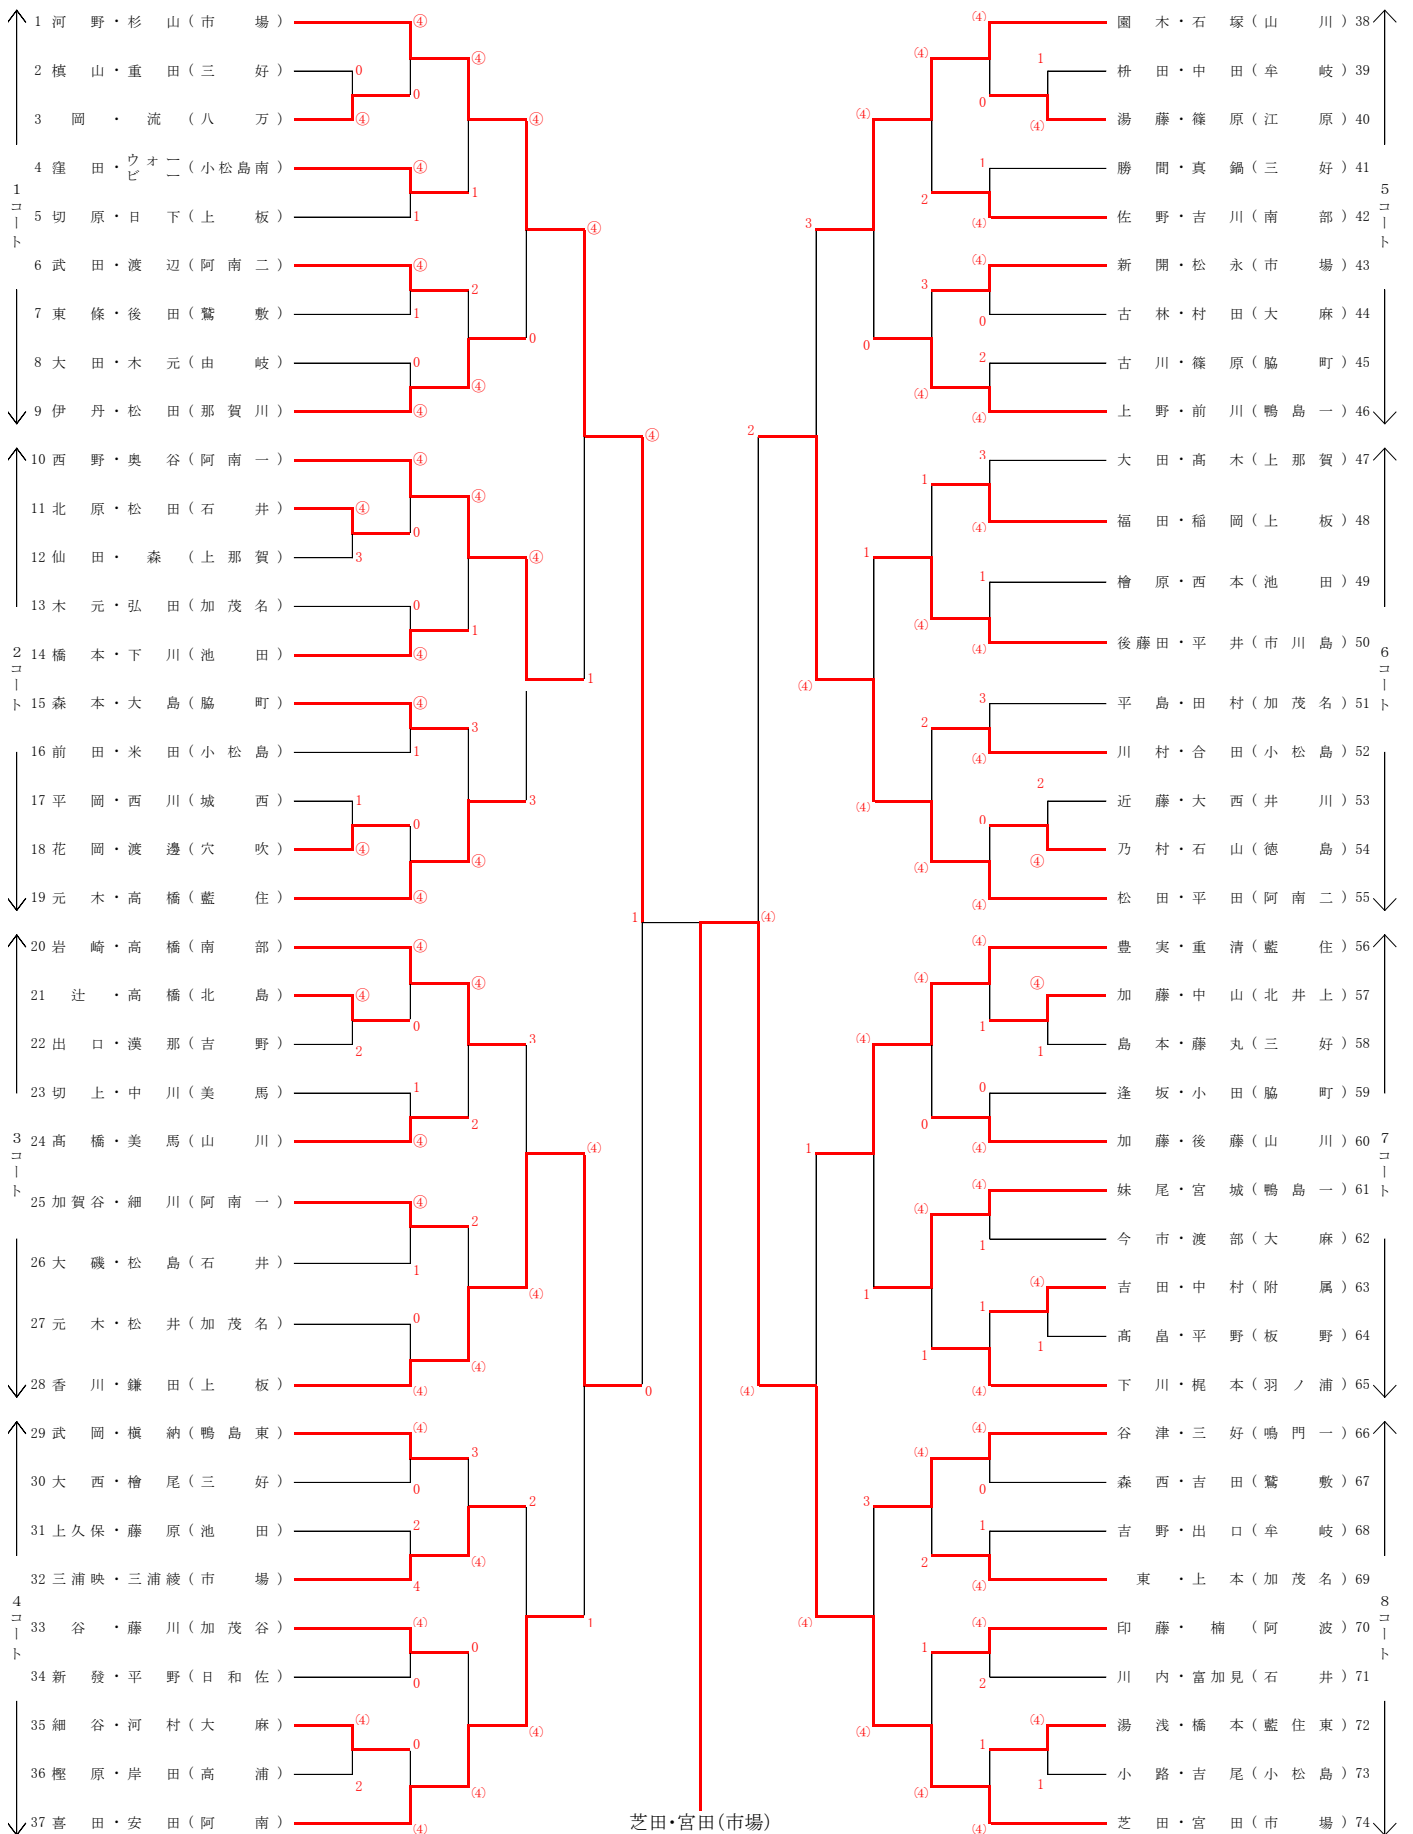 1 河野・杉山(市場)
2 槙山・重田(三好)
3 岡・流(八万)
4 窪田・ウォービー(小松島南)
5 切原・日下(上板)
6 武田・渡辺(阿南二)
7 東條・後田(鷲敷)
8 大田・木元(由岐)
9 伊丹・松田(那賀川)
1コート
10 西野・奥谷(阿南一)
11 北原・松田(石井)
12 仙田・森(上那賀)
13 木元・弘田(加茂名)
14 橋本・下川(池田)
15 森本・大島(脇町)
16 前田・米田(小松島)
17 平岡・西川(城西)
18 花岡・渡邊(穴吹)
19 元木・高橋(藍住)
2コート
20 岩崎・高橋(南部)
21 辻・高橋(北島)
22 出口・漢那(吉野)
23 切上・中川(美馬)
24 髙橋・美馬(山川)
25 加賀谷・細川(阿南一)
26 大磯・松島(石井)
27 元木・松井(加茂名)
28 香川・鎌田(上板)
3コート
29 武岡・槇納(鴨島東)
30 大西・檜尾(三好)
31 上久保・藤原(池田)
32 三浦映・三浦綾(市場)
33 谷・藤川(加茂谷)
34 新發・平野(日和佐)
35 細谷・河村(大麻)
36 樫原・岸田(高浦)
37 喜田・安田(阿南)
4コート
園木・石塚(山川)38
枡田・中田(牟岐)39
湯藤・篠原(江原)40
勝間・真鍋(三好)41
佐野・吉川(南部)42
新開・松永(市場)43
古林・村田(大麻)44
古川・篠原(脇町)45
上野・前川(鴨島一)46
5コート
大田・髙木(上那賀)47
福田・稲岡(上板)48
檜原・西本(池田)49
後藤田・平井(市川島)50
平島・田村(加茂名)51
川村・合田(小松島)52
近藤・大西(井川)53
乃村・石山(徳島)54
松田・平田(阿南二)55
6コート
豊実・重清(藍住)56
加藤・中山(北井上)57
島本・藤丸(三好)58
逢坂・小田(脇町)59
加藤・後藤(山川)60
妹尾・宮城(鴨島一)61
今市・渡部(大麻)62
吉田・中村(附属)63
髙畠・平野(板野)64
下川・梶本(羽ノ浦)65
7コート
谷津・三好(鳴門一)66
森西・吉田(鷲敷)67
吉野・出口(牟岐)68
東・上本(加茂名)69
印藤・楠(阿波)70
川内・富加見(石井)71
湯浅・橋本(藍住東)72
小路・吉尾(小松島)73
芝田・宮田(市場)74
8コート
芝田・宮田(市場)